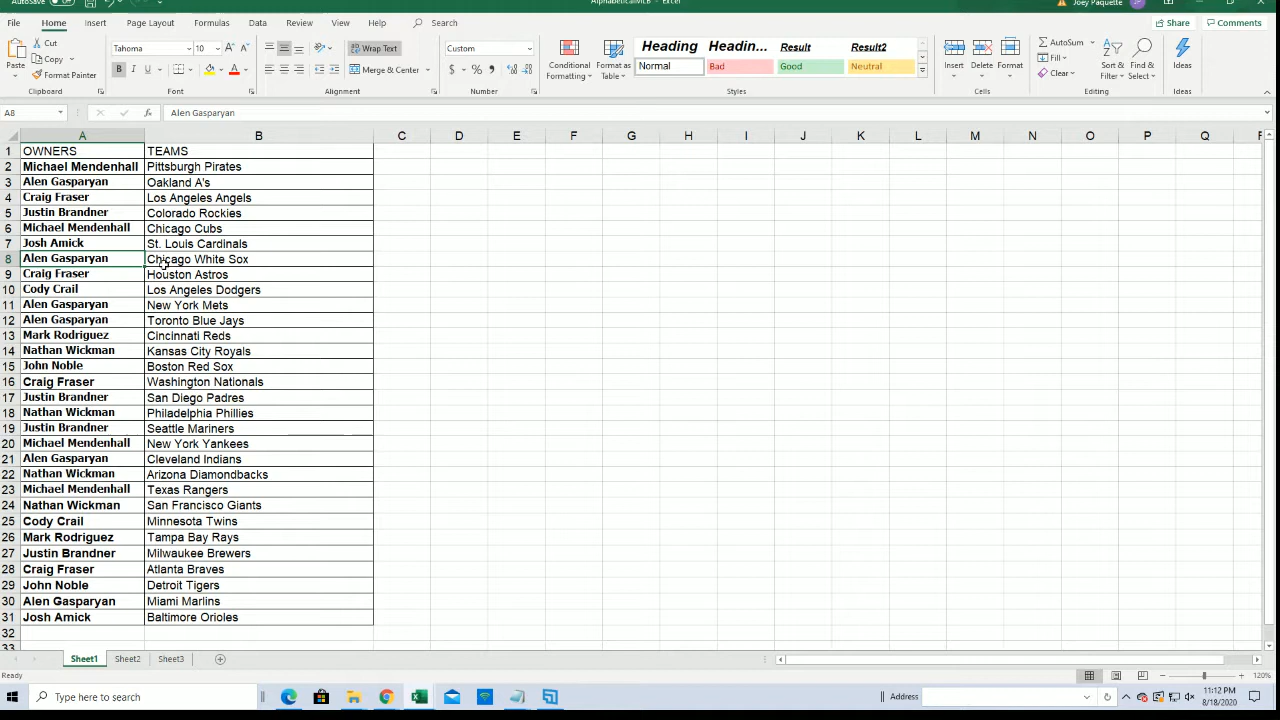 AutoSave Off AlphabeticalMLB - Excel Joey Paquette
File Home Insert Page Layout Formulas Data Review View Help Search Share Comments
Cut Tahoma 10 Wrap Text Custom Heading Headin... Result Result2 AutoSum
Copy Fill
Paste Format Painter Merge & Center Conditional Formatting Format as Table Normal Bad Good Neutral Insert Delete Format Clear Sort & Filter Find & Select Ideas
Clipboard Font Alignment Number Styles Cells Editing Ideas
A8 fx Alen Gasparyan
A B C D E F G H I J K L M N O P Q
1 OWNERS TEAMS
2 Michael Mendenhall Pittsburgh Pirates
3 Alen Gasparyan Oakland A's
4 Craig Fraser Los Angeles Angels
5 Justin Brandner Colorado Rockies
6 Michael Mendenhall Chicago Cubs
7 Josh Amick St. Louis Cardinals
8 Alen Gasparyan Chicago White Sox
9 Craig Fraser Houston Astros
10 Cody Crail Los Angeles Dodgers
11 Alen Gasparyan New York Mets
12 Alen Gasparyan Toronto Blue Jays
13 Mark Rodriguez Cincinnati Reds
14 Nathan Wickman Kansas City Royals
15 John Noble Boston Red Sox
16 Craig Fraser Washington Nationals
17 Justin Brandner San Diego Padres
18 Nathan Wickman Philadelphia Phillies
19 Justin Brandner Seattle Mariners
20 Michael Mendenhall New York Yankees
21 Alen Gasparyan Cleveland Indians
22 Nathan Wickman Arizona Diamondbacks
23 Michael Mendenhall Texas Rangers
24 Nathan Wickman San Francisco Giants
25 Cody Crail Minnesota Twins
26 Mark Rodriguez Tampa Bay Rays
27 Justin Brandner Milwaukee Brewers
28 Craig Fraser Atlanta Braves
29 John Noble Detroit Tigers
30 Alen Gasparyan Miami Marlins
31 Josh Amick Baltimore Orioles
32
33
Sheet1 Sheet2 Sheet3
Ready 120%
Type here to search Address 11:12 PM
8/18/2020